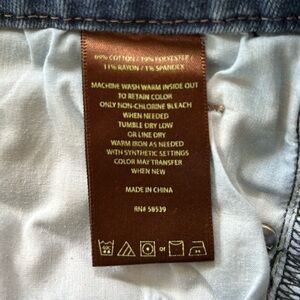 69% COTTON / 19% POLYESTER /
11% RAYON / 1% SPANDEX
MACHINE WASH WARM INSIDE OUT
TO RETAIN COLOR
ONLY NON-CHLORINE BLEACH
WHEN NEEDED
TUMBLE DRY LOW
OR LINE DRY
WARM IRON AS NEEDED
WITH SYNTHETIC SETTINGS
COLOR MAY TRANSFER
WHEN NEW
MADE IN CHINA
RN# 58539
or